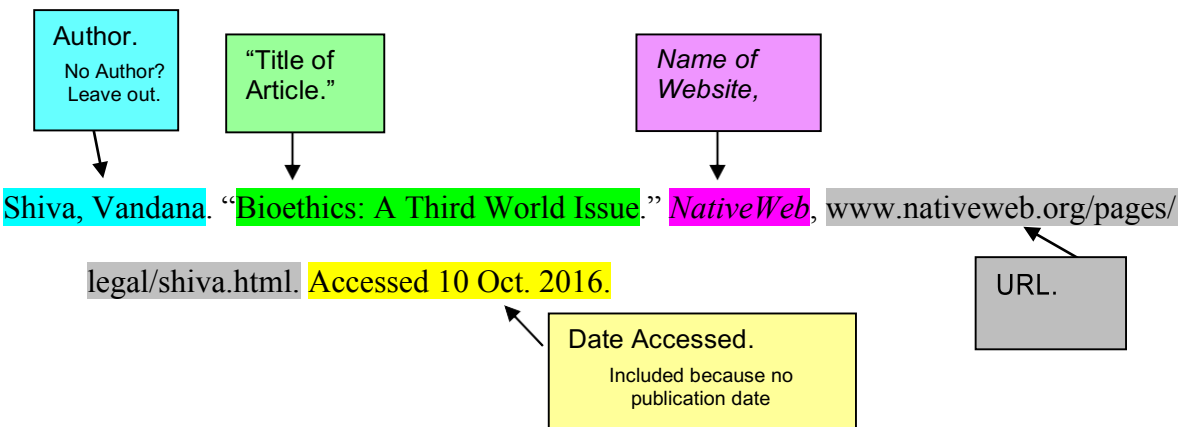 Author.
No Author?
Leave out.
“Title of
Article.”
Name of
Website,
Shiva, Vandana. “Bioethics: A Third World Issue.” NativeWeb, www.nativeweb.org/pages/
legal/shiva.html. Accessed 10 Oct. 2016.
URL.
Date Accessed.
Included because no
publication date